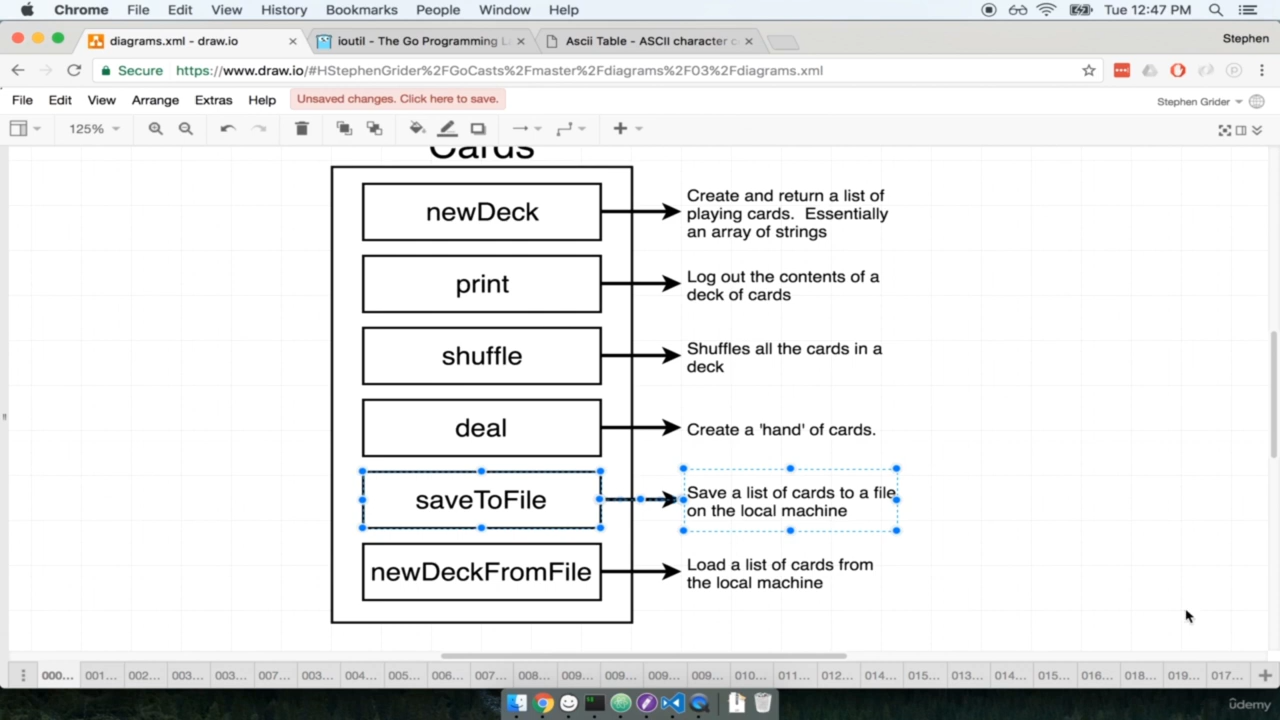 Chrome File Edit View History Bookmarks People Window Help Tue 12:47 PM
diagrams.xml - draw.io ioutil - The Go Programming L Ascii Table - ASCII character c Stephen
Secure https://www.draw.io/#HStephenGrider%2FGoCasts%2Fmaster%2Fdiagrams%2F03%2Fdiagrams.xml
File Edit View Arrange Extras Help Unsaved changes. Click here to save. Stephen Grider
125%
Cards
newDeck
Create and return a list of
playing cards. Essentially
an array of strings
print
Log out the contents of a
deck of cards
shuffle
Shuffles all the cards in a
deck
deal
Create a 'hand' of cards.
saveToFile
Save a list of cards to a file
on the local machine
newDeckFromFile
Load a list of cards from
the local machine
000... 001... 002... 003... 003... 007... 003... 004... 005... 006... 007... 008... 009... 009... 010... 011... 014... 015... 013... 016... 018... 019... 017...
ûdemy